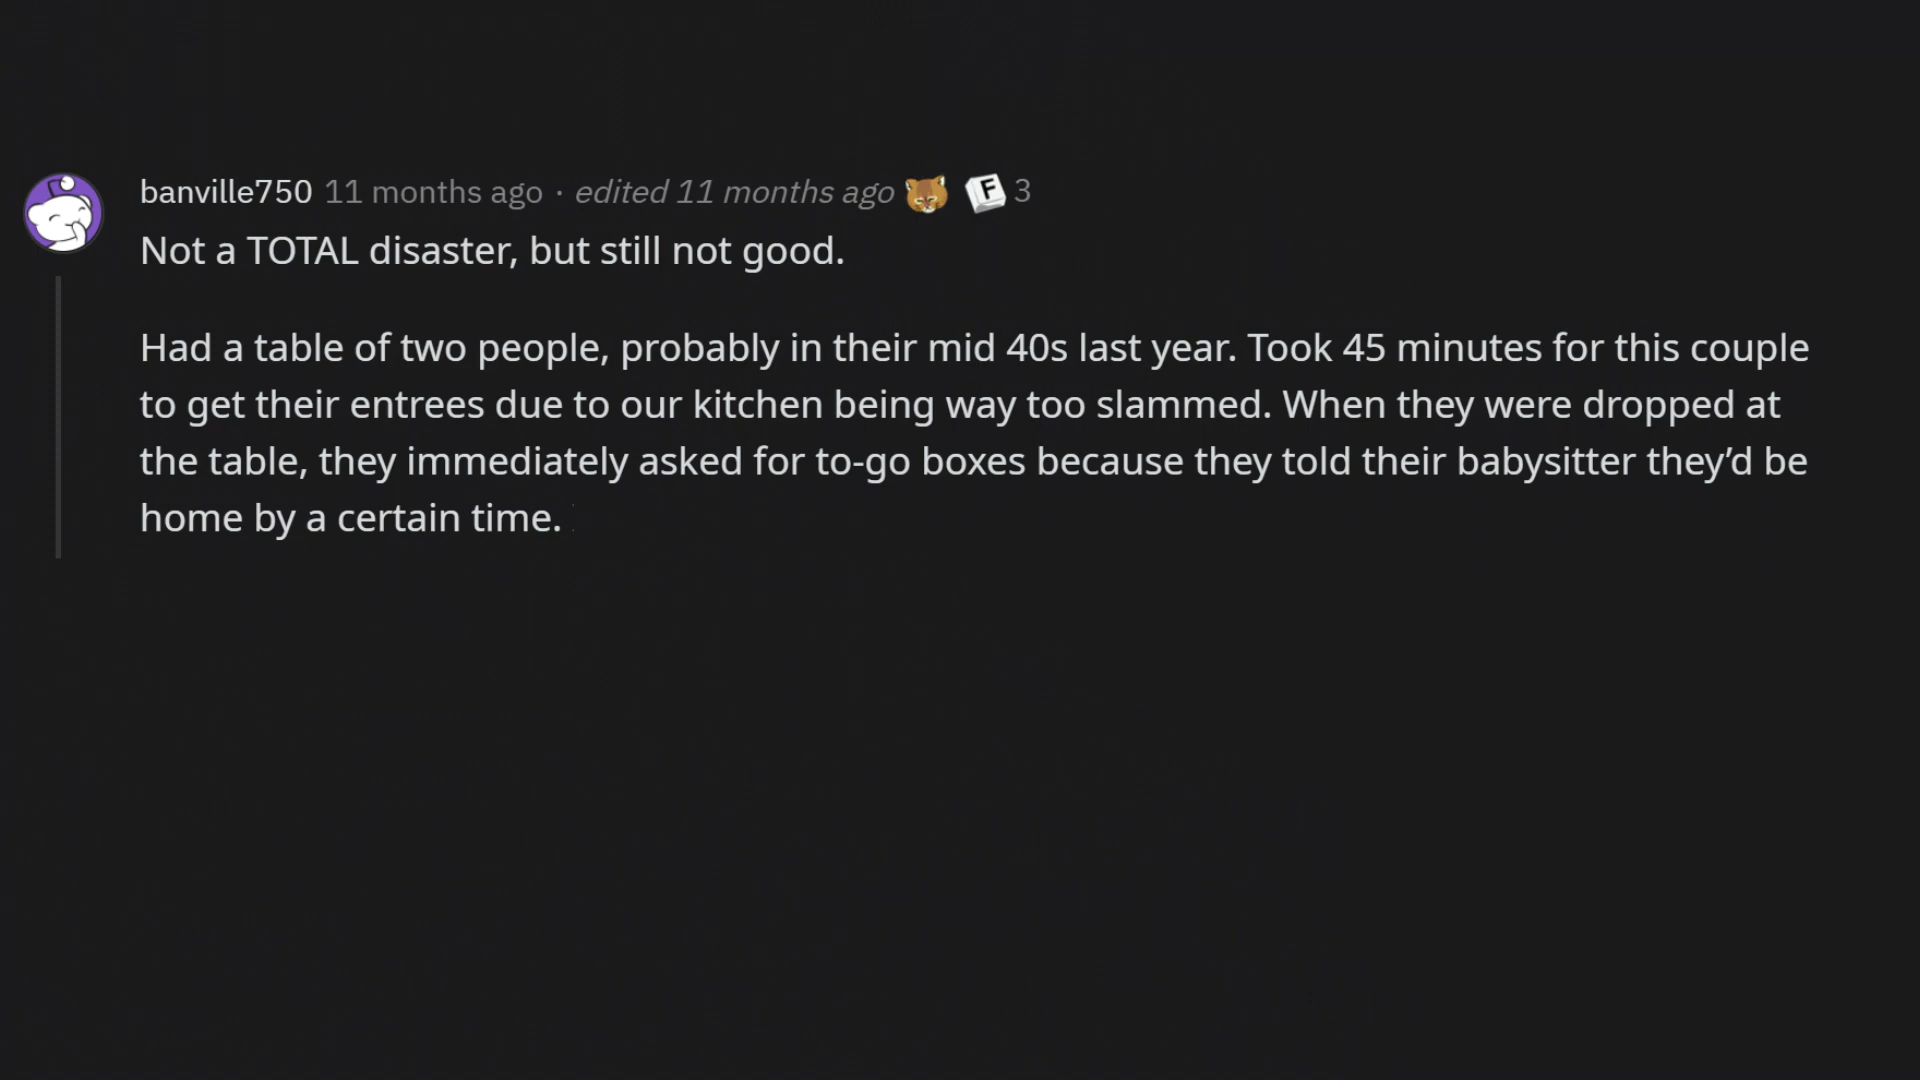 banville750 11 months ago · edited 11 months ago F 3
Not a TOTAL disaster, but still not good.
Had a table of two people, probably in their mid 40s last year. Took 45 minutes for this couple
to get their entrees due to our kitchen being way too slammed. When they were dropped at
the table, they immediately asked for to-go boxes because they told their babysitter they’d be
home by a certain time.